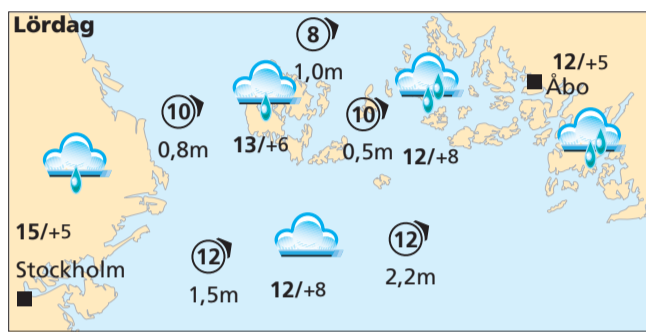 Lördag
8
1,0m
12/+5
Åbo
10
0,8m
13/+6
10
0,5m
12/+8
15/+5
Stockholm
12
1,5m
12/+8
12
2,2m